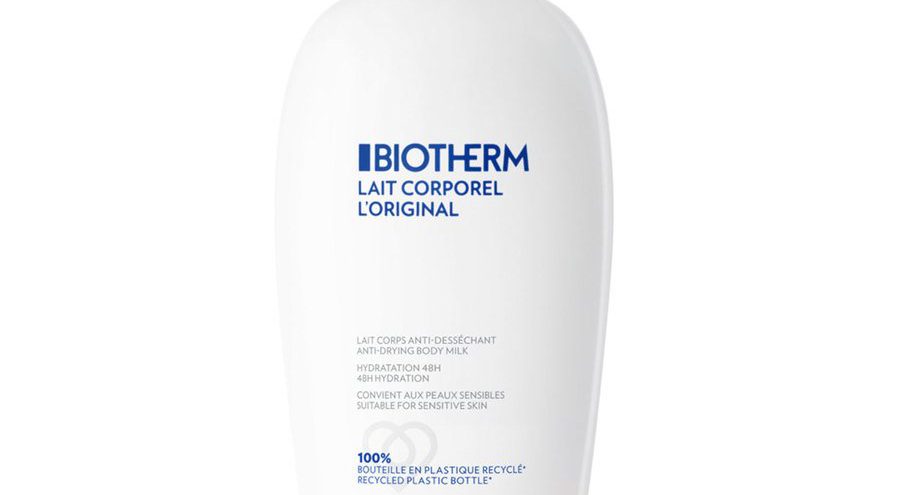 BIOTHERM
LAIT CORPOREL
L'ORIGINAL
LAIT CORPS ANTI-DESSÉCHANT
ANTI-DRYING BODY MILK
HYDRATATION 48H
48H HYDRATION
CONVIENT AUX PEAUX SENSIBLES
SUITABLE FOR SENSITIVE SKIN
100%
BOUTEILLE EN PLASTIQUE RECYCLÉ*
RECYCLED PLASTIC BOTTLE*